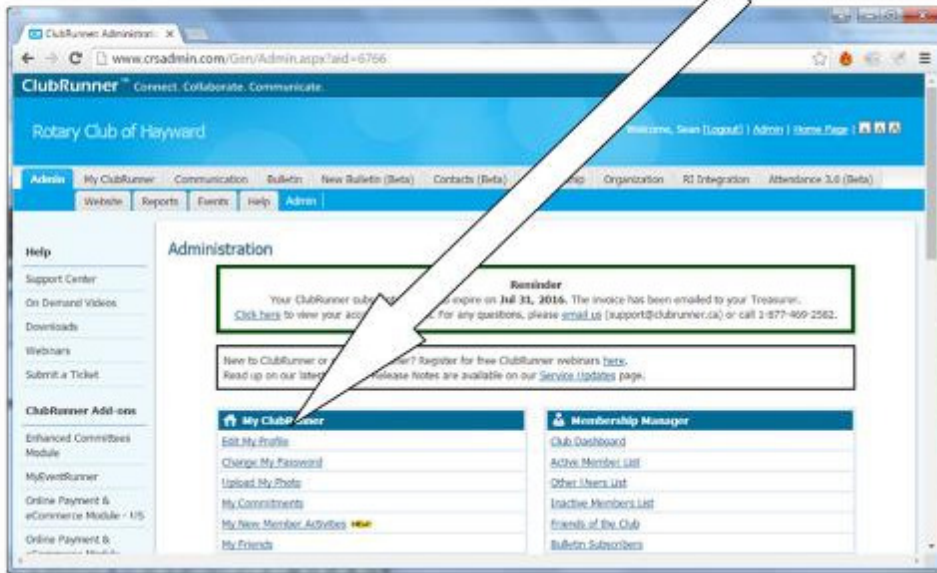 ClubRunner Administrati
www.crsadmin.com/Gen/Admin.aspx?aid=6766
ClubRunner™ Connect. Collaborate. Communicate.
Rotary Club of Hayward
Welcome, Sean [Logout] | Admin | Home Page | A A A
Admin My ClubRunner Communication Bulletin New Bulletin (Beta) Contacts (Beta) Organization RI Integration Attendance 3.0 (Beta)
Website Reports Events Help Admin
Help
Support Center
On Demand Videos
Downloads
Webinars
Submit a Ticket
ClubRunner Add-ons
Enhanced Committees
Module
MyEventRunner
Online Payment &
eCommerce Module - US
Online Payment &
Administration
Reminder
Your ClubRunner expire on Jul 31, 2016. The invoice has been emailed to your Treasurer.
Click here to view your For any questions, please email us (support@clubrunner.ca) or call 1-877-469-2582.
New to ClubRunner or Register for free ClubRunner webinars here.
Read up on our Release Notes are available on our Service Updates page.
My ClubRunner
Edit My Profile
Change My Password
Upload My Photo
My Commitments
My New Member Activities NEW!
My Friends
Membership Manager
Club Dashboard
Active Member List
Other Users List
Inactive Members List
Friends of the Club
Bulletin Subscribers